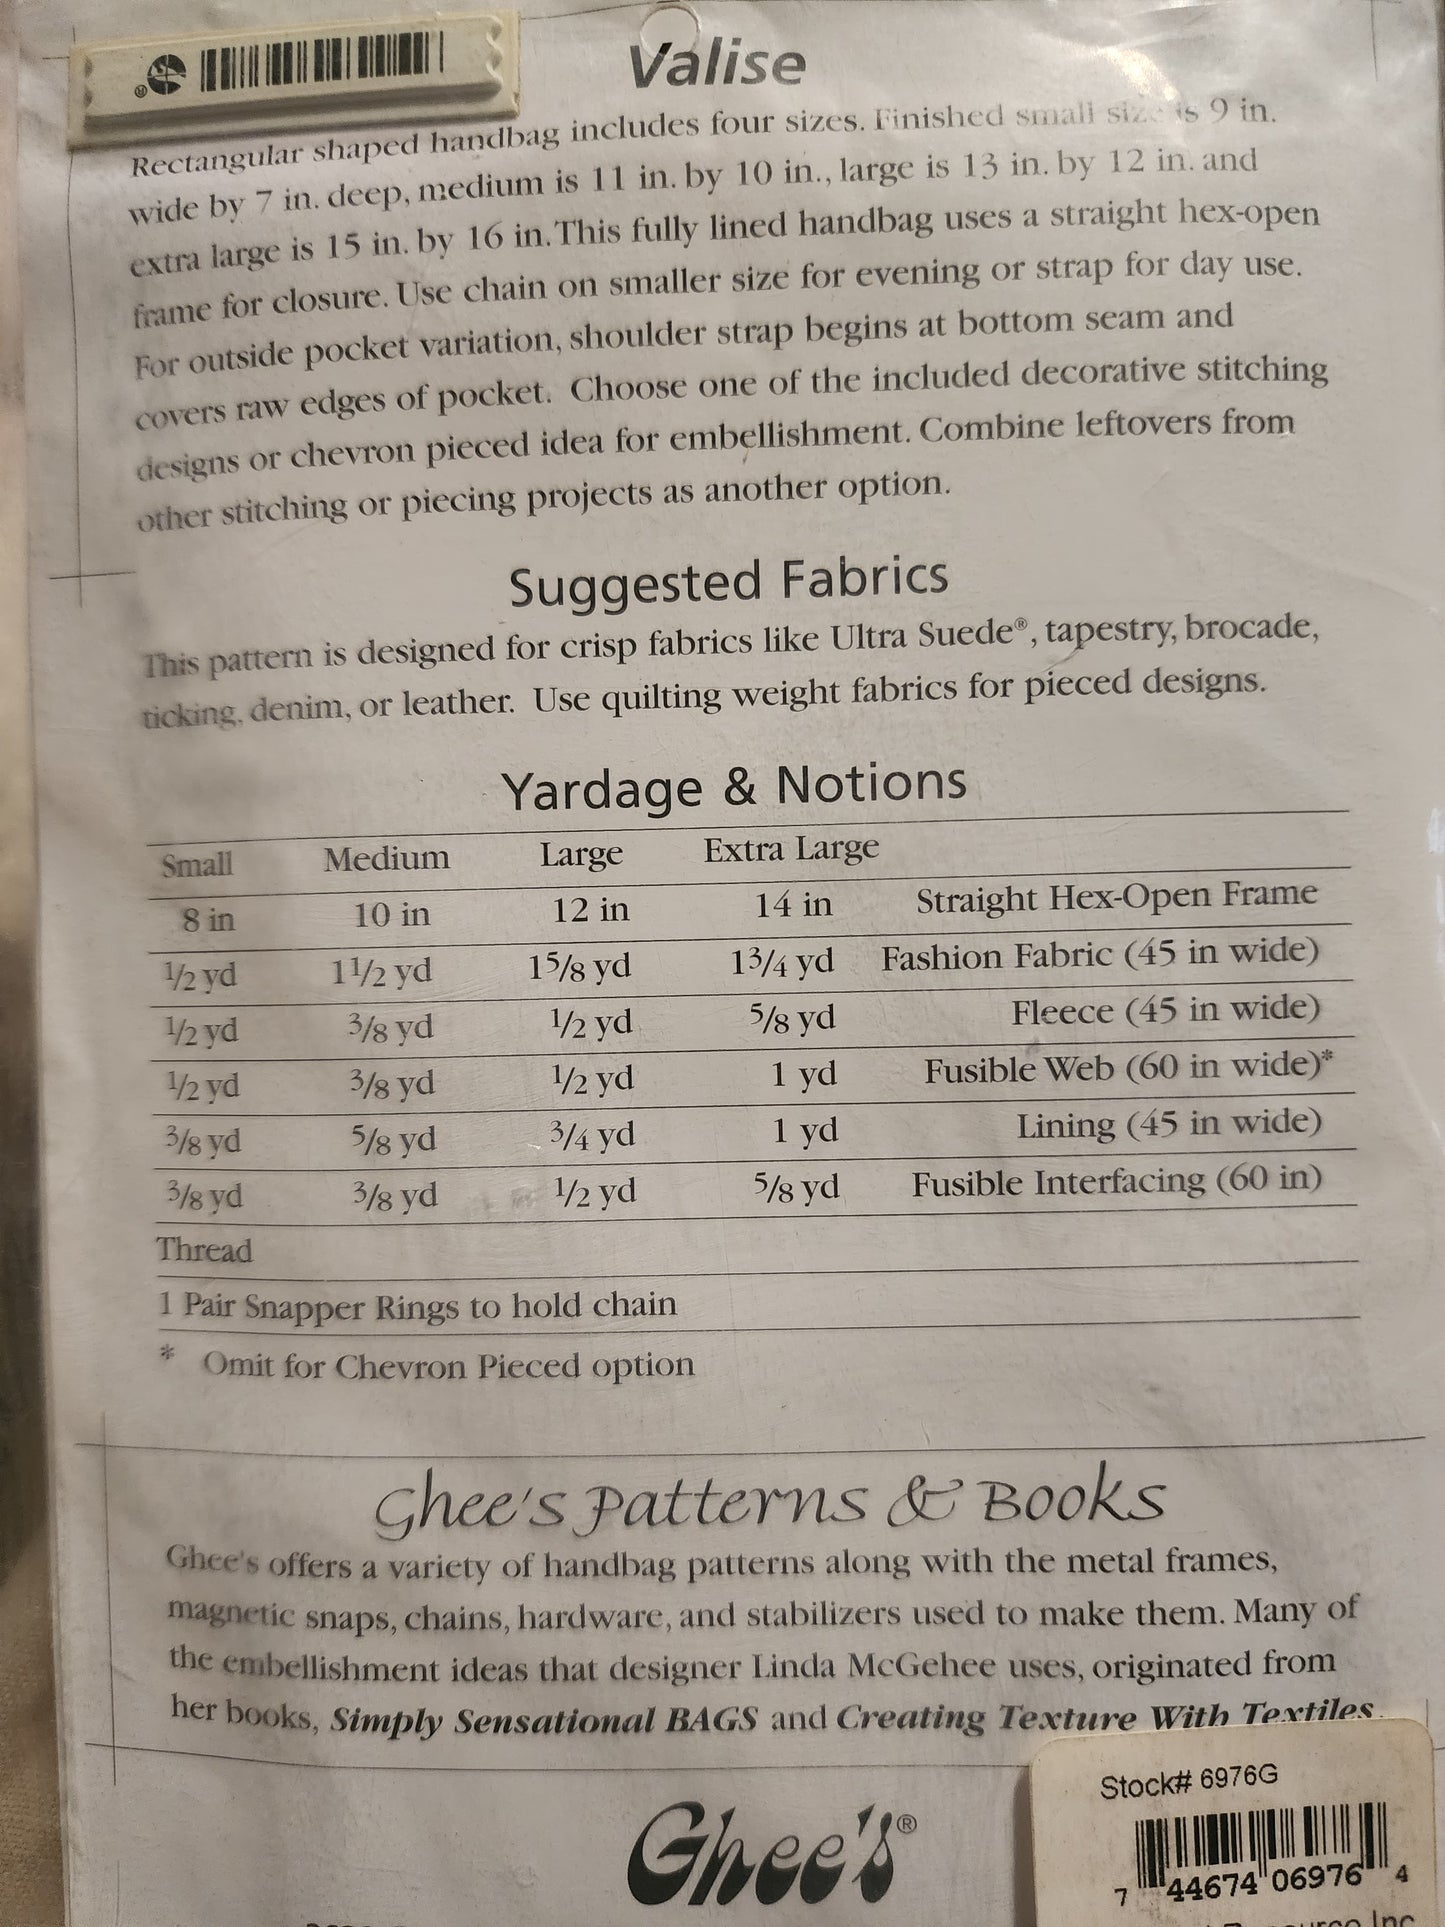 Valise
Rectangular shaped handbag includes four sizes. Finished small size is 9 in.
wide by 7 in. deep, medium is 11 in. by 10 in., large is 13 in. by 12 in. and
extra large is 15 in. by 16 in. This fully lined handbag uses a straight hex-open
frame for closure. Use chain on smaller size for evening or strap for day use.
For outside pocket variation, shoulder strap begins at bottom seam and
covers raw edges of pocket. Choose one of the included decorative stitching
designs or chevron pieced idea for embellishment. Combine leftovers from
other stitching or piecing projects as another option.
Suggested Fabrics
This pattern is designed for crisp fabrics like Ultra Suede®, tapestry, brocade,
ticking, denim, or leather. Use quilting weight fabrics for pieced designs.
Yardage & Notions
Small Medium Large Extra Large
8 in 10 in 12 in 14 in Straight Hex-Open Frame
1/2 yd 1 1/2 yd 1 5/8 yd 1 3/4 yd Fashion Fabric (45 in wide)
1/2 yd 3/8 yd 1/2 yd 5/8 yd Fleece (45 in wide)
1/2 yd 3/8 yd 1/2 yd 1 yd Fusible Web (60 in wide)*
3/8 yd 5/8 yd 3/4 yd 1 yd Lining (45 in wide)
3/8 yd 3/8 yd 1/2 yd 5/8 yd Fusible Interfacing (60 in)
Thread
1 Pair Snapper Rings to hold chain
* Omit for Chevron Pieced option
Ghee's Patterns & Books
Ghee's offers a variety of handbag patterns along with the metal frames,
magnetic snaps, chains, hardware, and stabilizers used to make them. Many of
the embellishment ideas that designer Linda McGehee uses, originated from
her books, Simply Sensational BAGS and Creating Texture With Textiles.
Ghee's®
Stock# 6976G
7 44674 06976 4
Inc